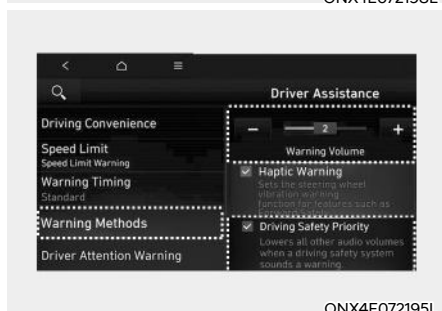 Driver Assistance
Driving Convenience
Speed Limit
Speed Limit Warning
Warning Timing
Standard
Warning Methods
Driver Attention Warning
− 2 +
Warning Volume
Haptic Warning
Sets the steering wheel
vibration warning
function for features such as
Driving Safety Priority
Lowers all other audio volumes
when a driving safety system
sounds a warning.